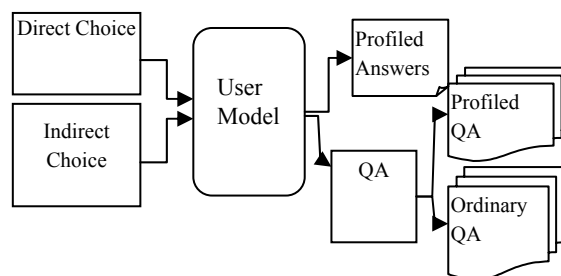 Direct Choice
Indirect
Choice
User
Model
Profiled
Answers
QA
Profiled
QA
Ordinary
QA